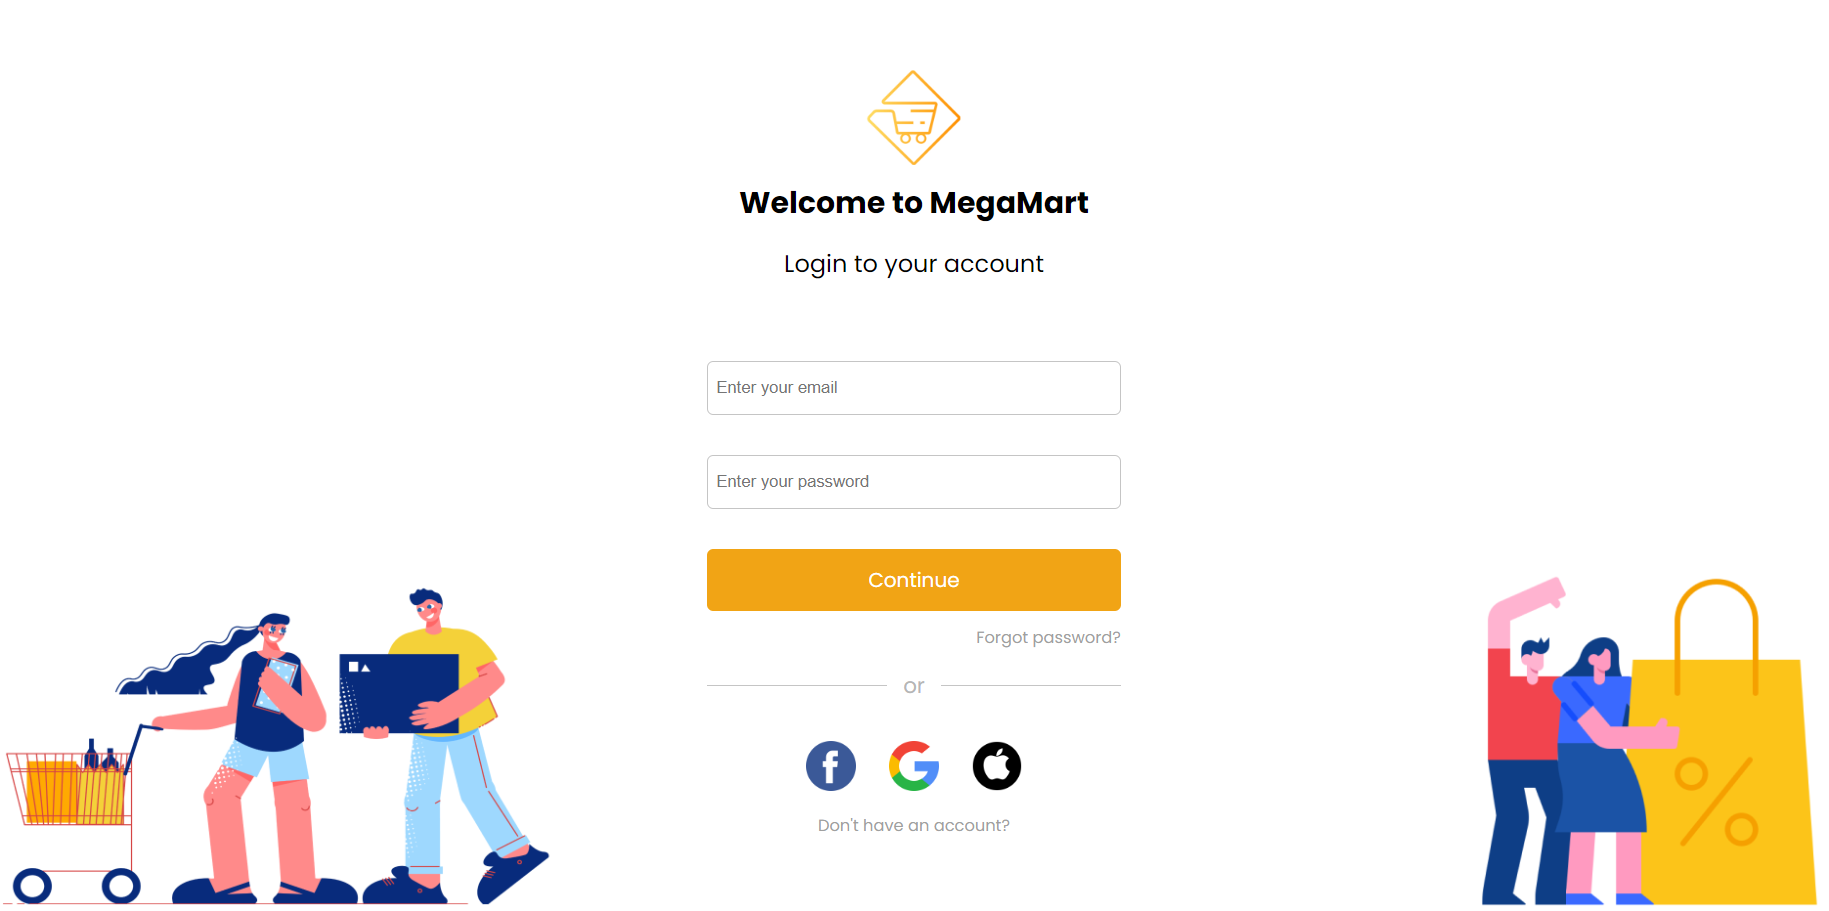 Welcome to MegaMart
Login to your account
Enter your email
Enter your password
Continue
Forgot password?
or
Don't have an account?